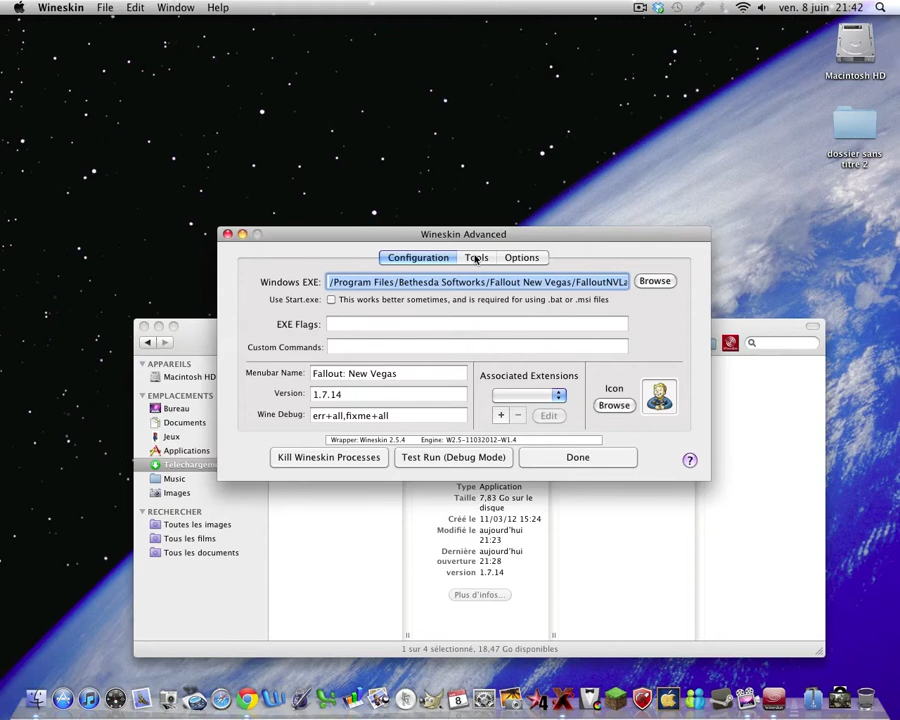 Wineskin File Edit Window Help ven. 8 juin 21:42
Macintosh HD
dossier sans
titre 2
Wineskin Advanced
Configuration Tools Options
Windows EXE: /Program Files/Bethesda Softworks/Fallout New Vegas/FalloutNVLa Browse
Use Start.exe: This works better sometimes, and is required for using .bat or .msi files
EXE Flags:
Custom Commands:
Menubar Name: Fallout: New Vegas
Version: 1.7.14
Wine Debug: err+all,fixme+all
Associated Extensions
+ − Edit
Icon
Browse
Wrapper: Wineskin 2.5.4 Engine: W2.5-11032012-W1.4
Kill Wineskin Processes Test Run (Debug Mode) Done ?
APPAREILS
Macintosh HD
EMPLACEMENTS
Bureau
Documents
Jeux
Applications
Téléchargem
Music
Images
RECHERCHER
Toutes les images
Tous les films
Tous les documents
Type Application
Taille 7,83 Go sur le
disque
Créé le 11/03/12 15:24
Modifié le aujourd'hui
21:23
Dernière aujourd'hui
ouverture 21:28
version 1.7.14
Plus d'infos...
1 sur 4 sélectionné, 18,47 Go disponibles